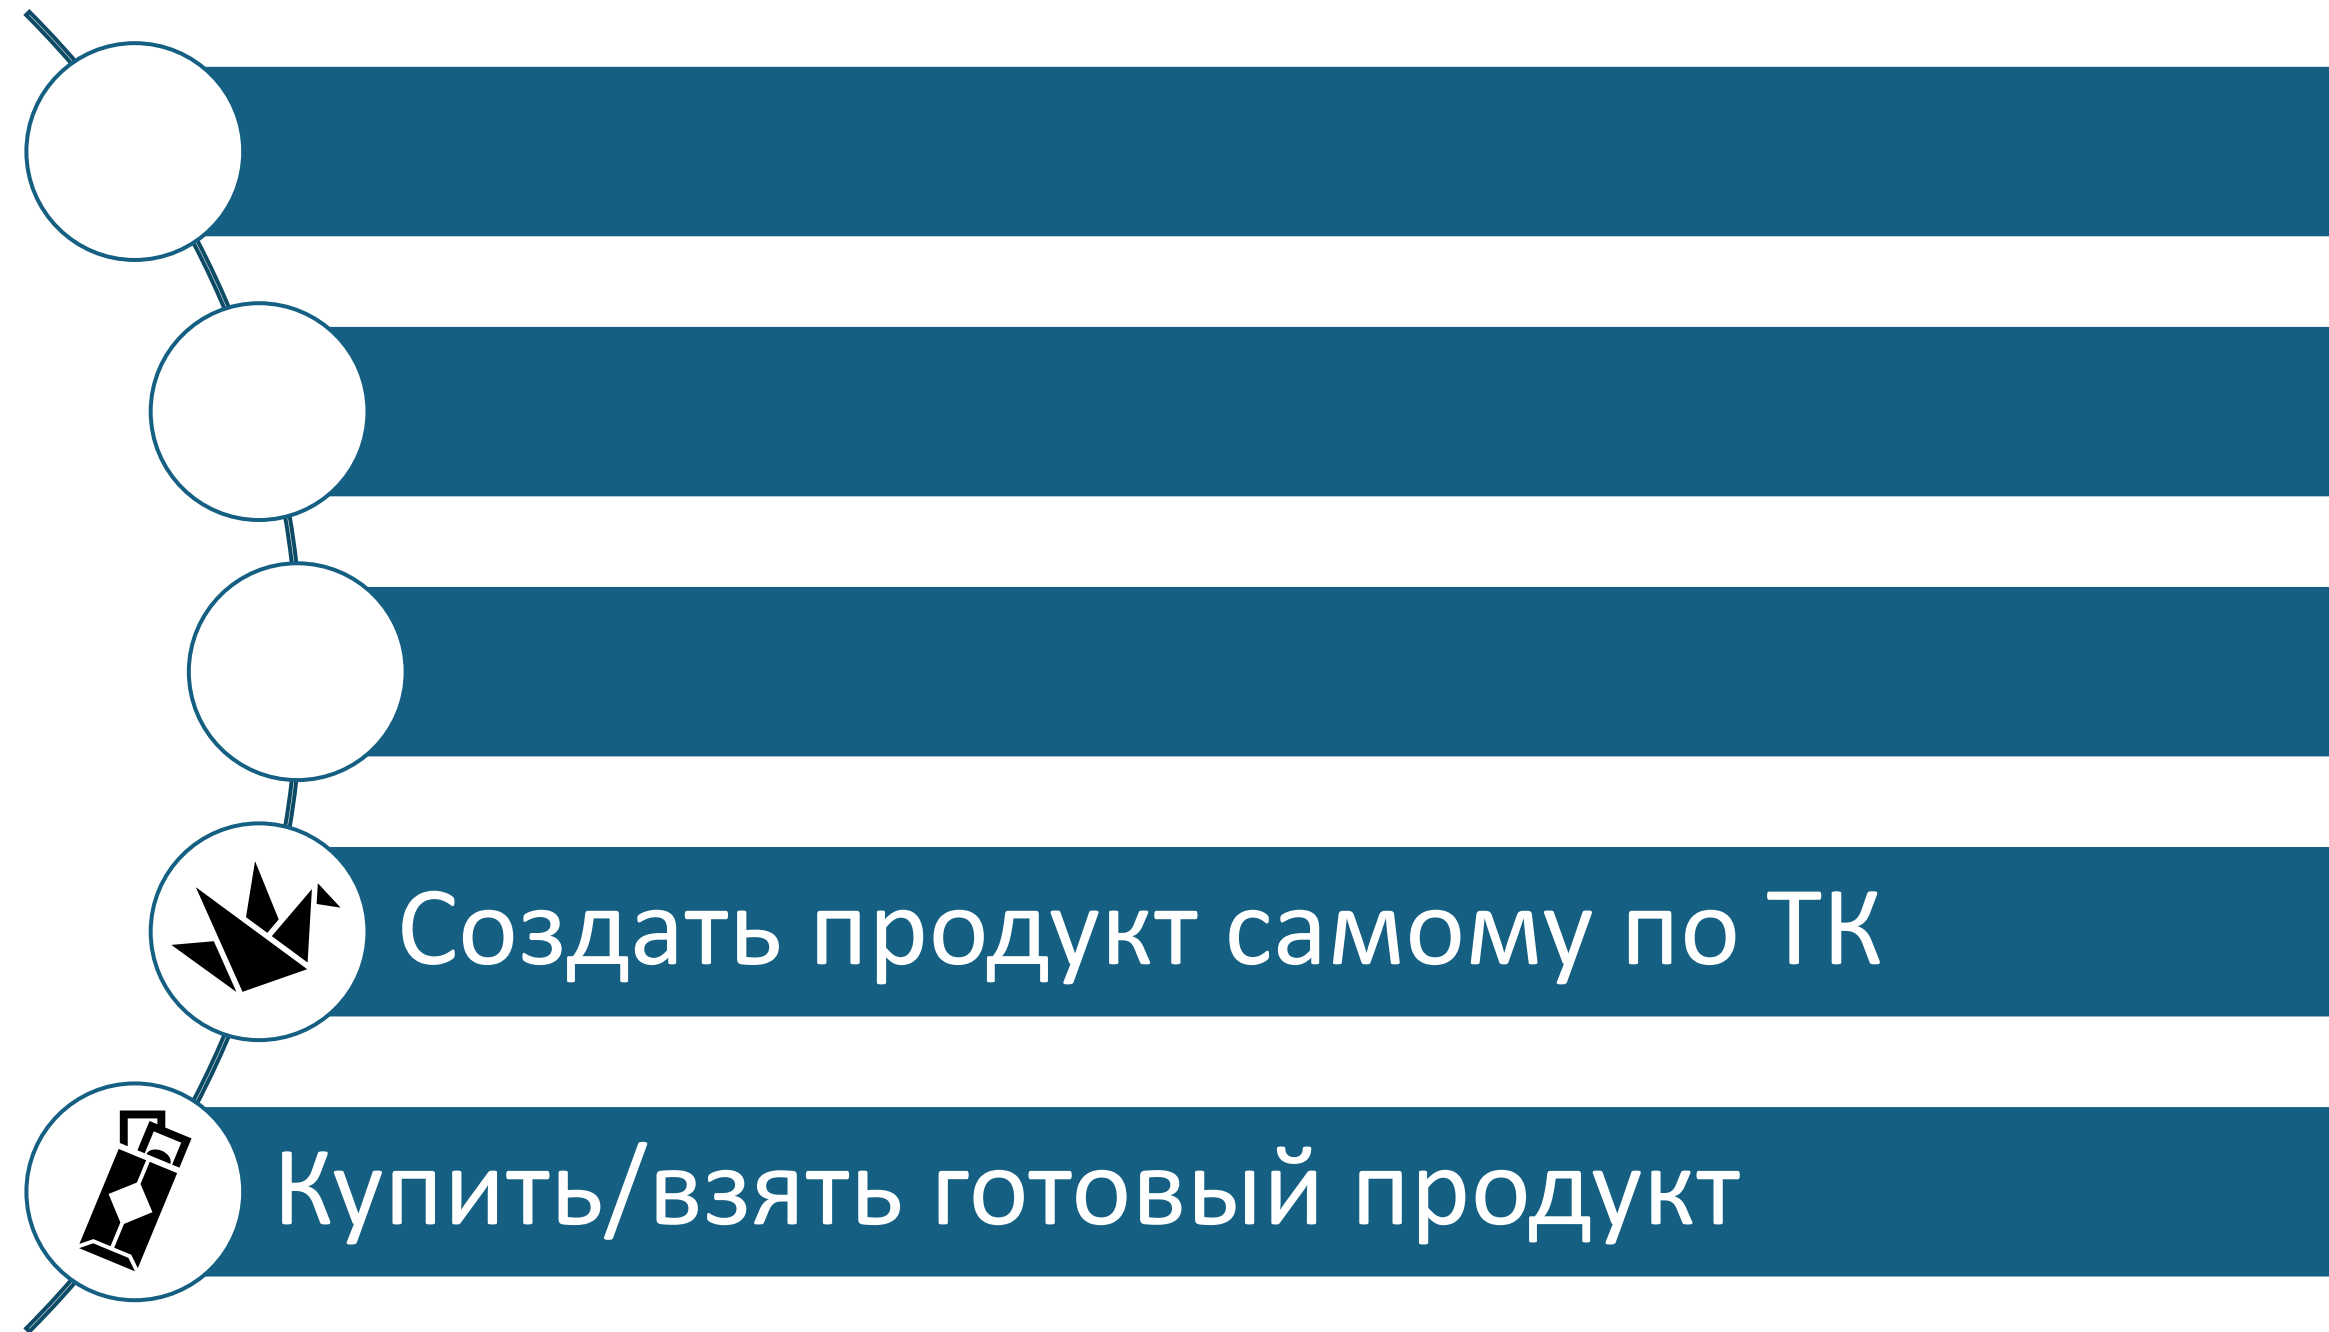 Создать продукт самому по ТК
Купить/взять готовый продукт